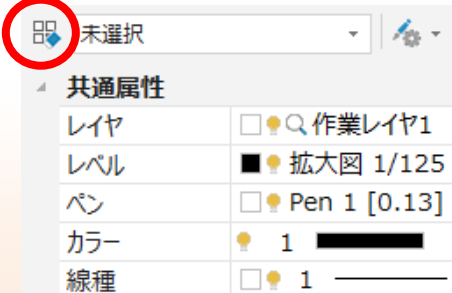 未選択
共通属性
レイヤ 作業レイヤ1
レベル 拡大図 1/125
ペン Pen 1 [0.13]
カラー 1
線種 1